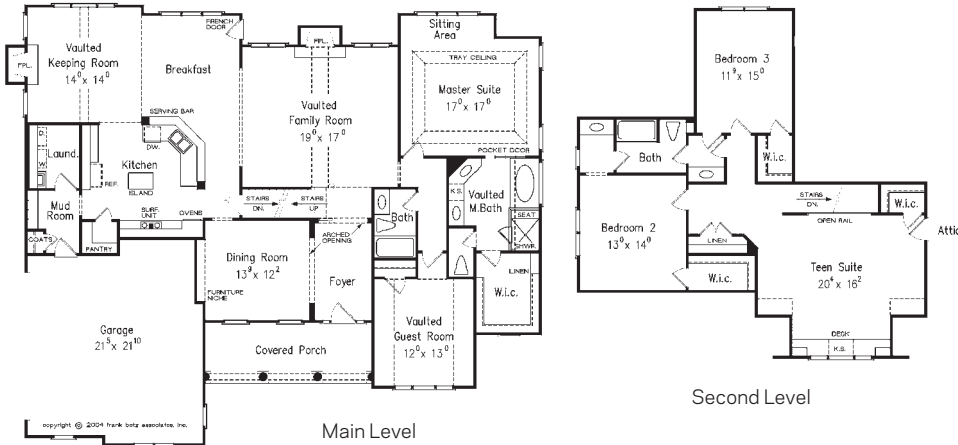 FRENCH
DOOR
Vaulted
Keeping Room
14⁰ x 14⁰
FPL.
Breakfast
SERVING BAR
DW.
Laund.
W
REF.
Kitchen
ISLAND
Mud
Room
COATS
PANTRY
SURF.
UNIT
OVENS
FPL.
Vaulted
Family Room
19⁰ x 17⁰
STAIRS
DN.
STAIRS
UP
Sitting
Area
TRAY CEILING
Master Suite
17⁰ x 17⁰
POCKET DOOR
K.S.
Vaulted
M.Bath
SEAT
SHWR.
LINEN
W.i.c.
Bath
ARCHED
OPENING
Dining Room
13⁹ x 12²
FURNITURE
NICHE
Foyer
Vaulted
Guest Room
12⁰ x 13⁰
Covered Porch
Garage
21⁵ x 21¹⁰
copyright © 2004 frank betz associates, inc.
Main Level
Bedroom 3
11⁹ x 15⁰
Bath
W.i.c.
Bedroom 2
13⁰ x 14⁰
LINEN
W.i.c.
STAIRS
DN.
OPEN RAIL
W.i.c.
Attic
Teen Suite
20⁴ x 16²
DECK
K.S.
Second Level